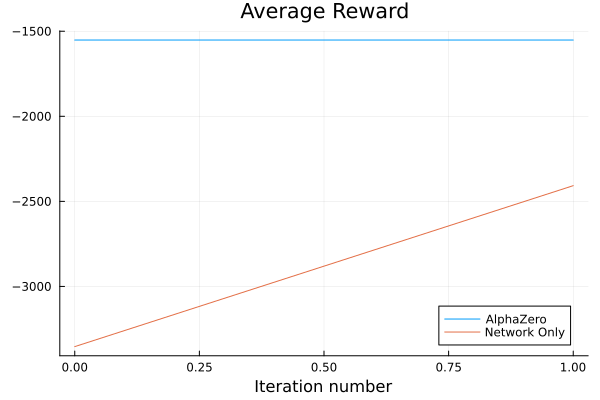 Average Reward
−1500
−2000
−2500
−3000
0.00 0.25 0.50 0.75 1.00
Iteration number
AlphaZero
Network Only